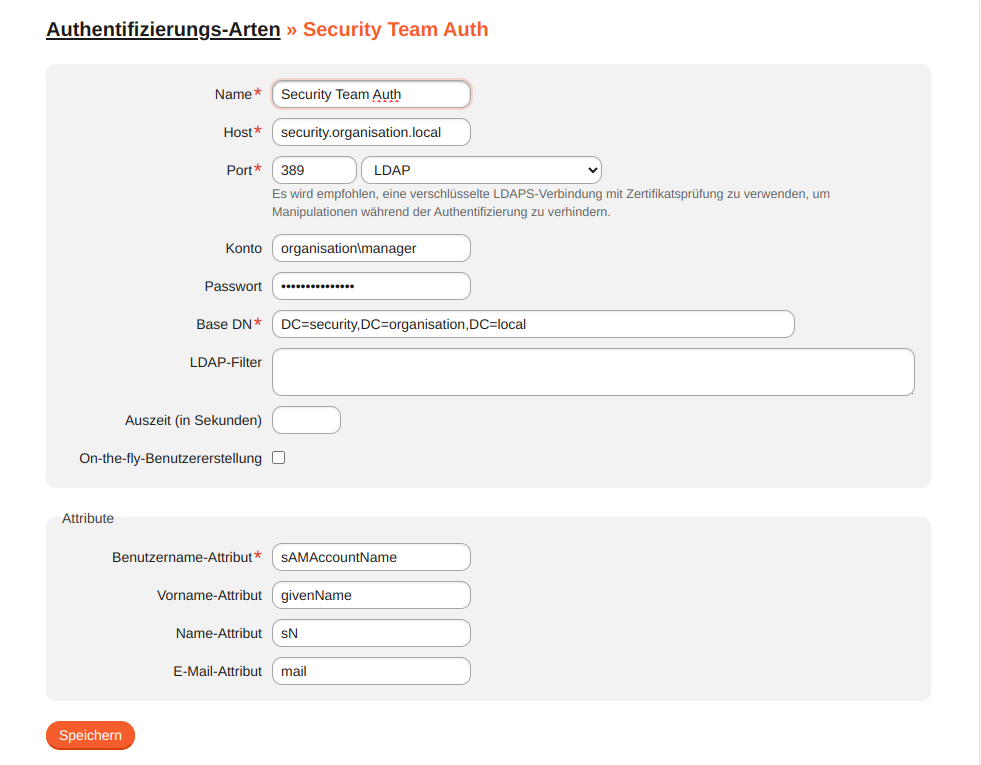 Authentifizierungs-Arten » Security Team Auth
Name* Security Team Auth
Host* security.organisation.local
Port* 389 LDAP
Es wird empfohlen, eine verschlüsselte LDAPS-Verbindung mit Zertifikatsprüfung zu verwenden, um
Manipulationen während der Authentifizierung zu verhindern.
Konto organisation\manager
Passwort •••••••••••••••
Base DN* DC=security,DC=organisation,DC=local
LDAP-Filter
Auszeit (in Sekunden)
On-the-fly-Benutzererstellung
Attribute
Benutzername-Attribut* sAMAccountName
Vorname-Attribut givenName
Name-Attribut sN
E-Mail-Attribut mail
Speichern